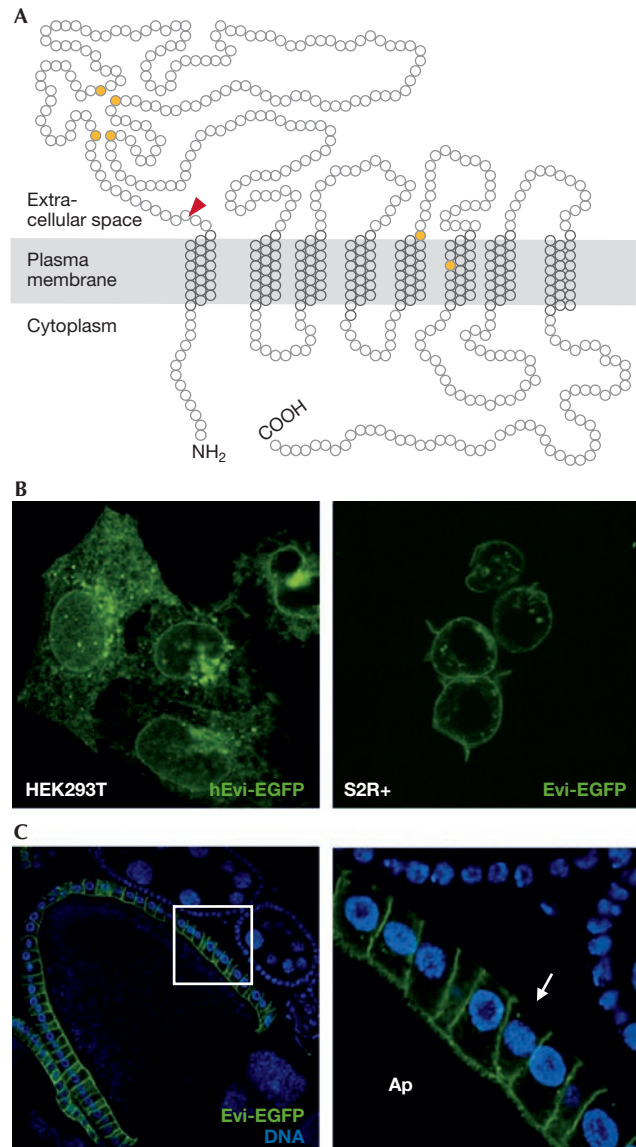 A
Extra-
cellular space
Plasma
membrane
Cytoplasm
NH2
COOH
B
HEK293T
hEvi-EGFP
S2R+
Evi-EGFP
C
Evi-EGFP
DNA
Ap